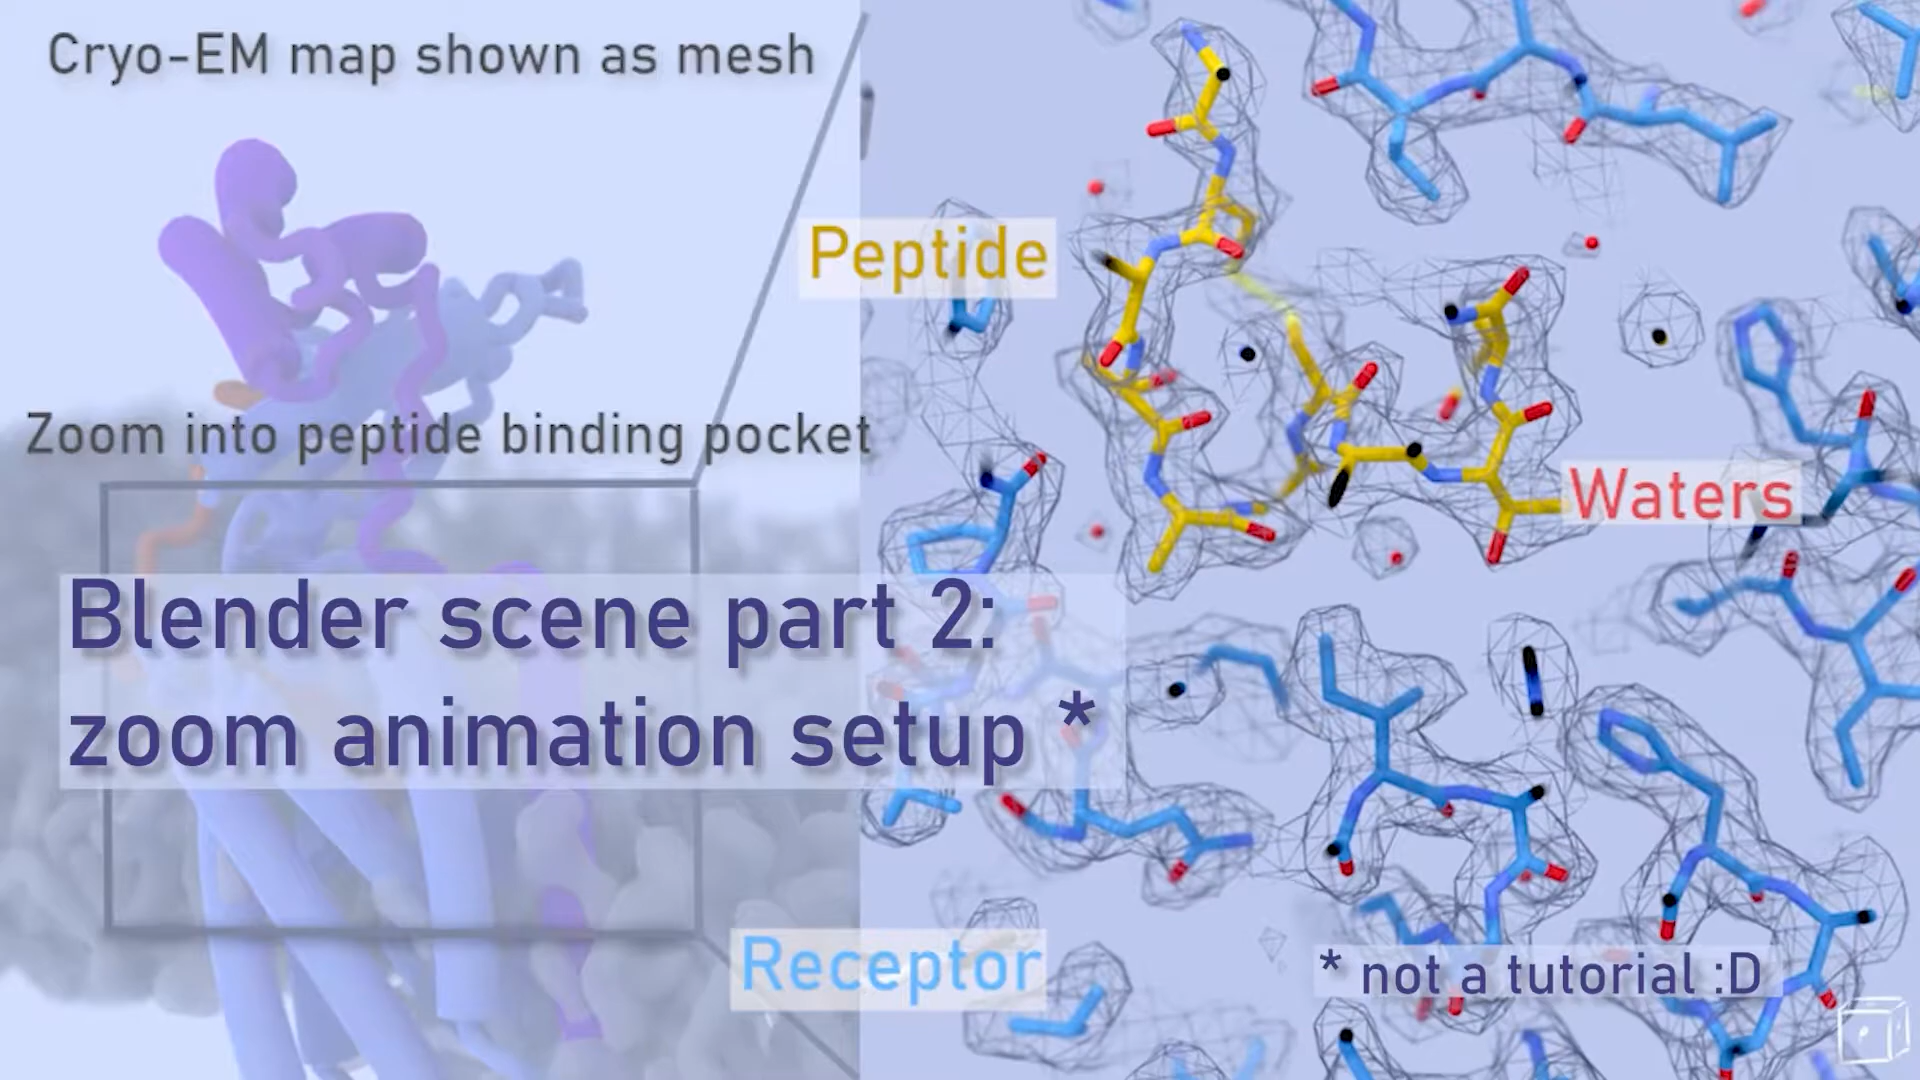 Cryo-EM map shown as mesh
Peptide
Zoom into peptide binding pocket
Waters
Blender scene part 2:
zoom animation setup *
Receptor
* not a tutorial :D